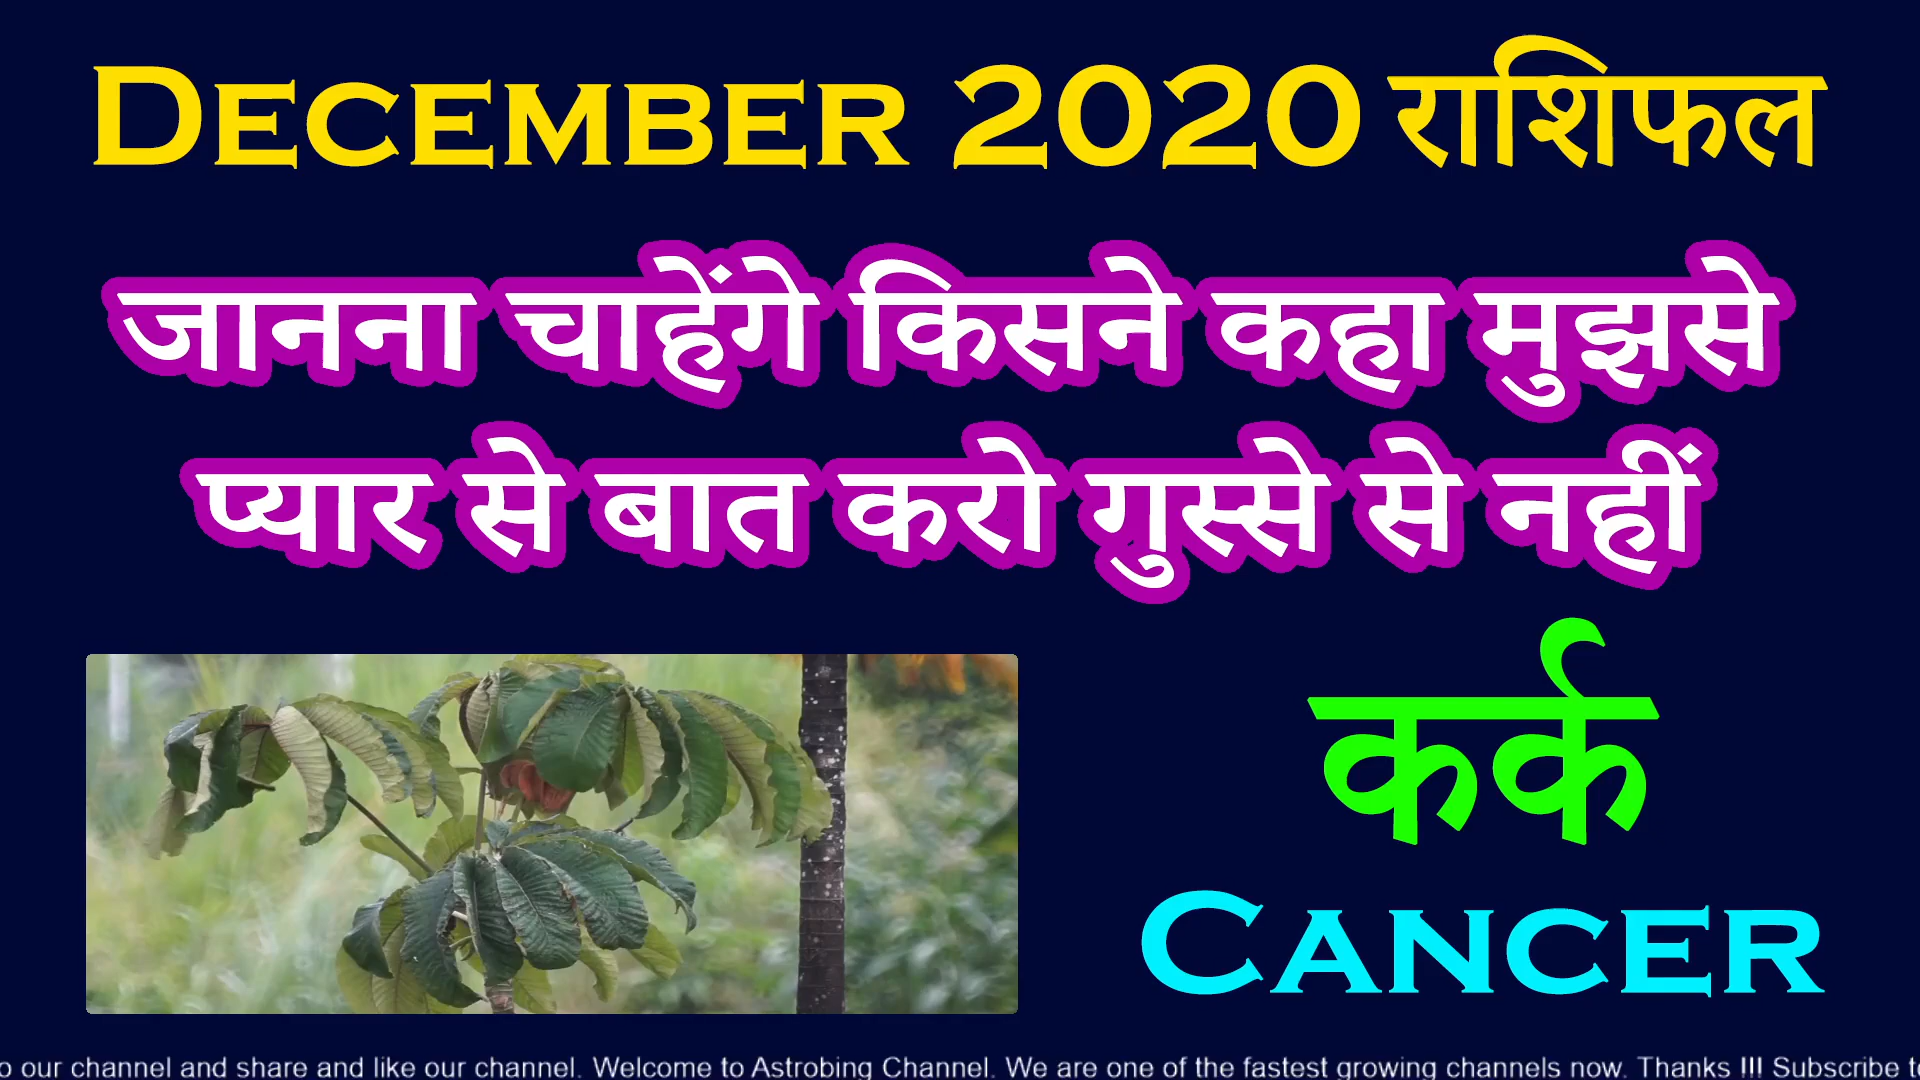 December 2020 राशिफल
जानना चाहेंगे किसने कहा मुझसे
प्यार से बात करो गुस्से से नहीं
कर्क
Cancer
o our channel and share and like our channel. Welcome to Astrobing Channel. We are one of the fastest growing channels now. Thanks !!! Subscribe to